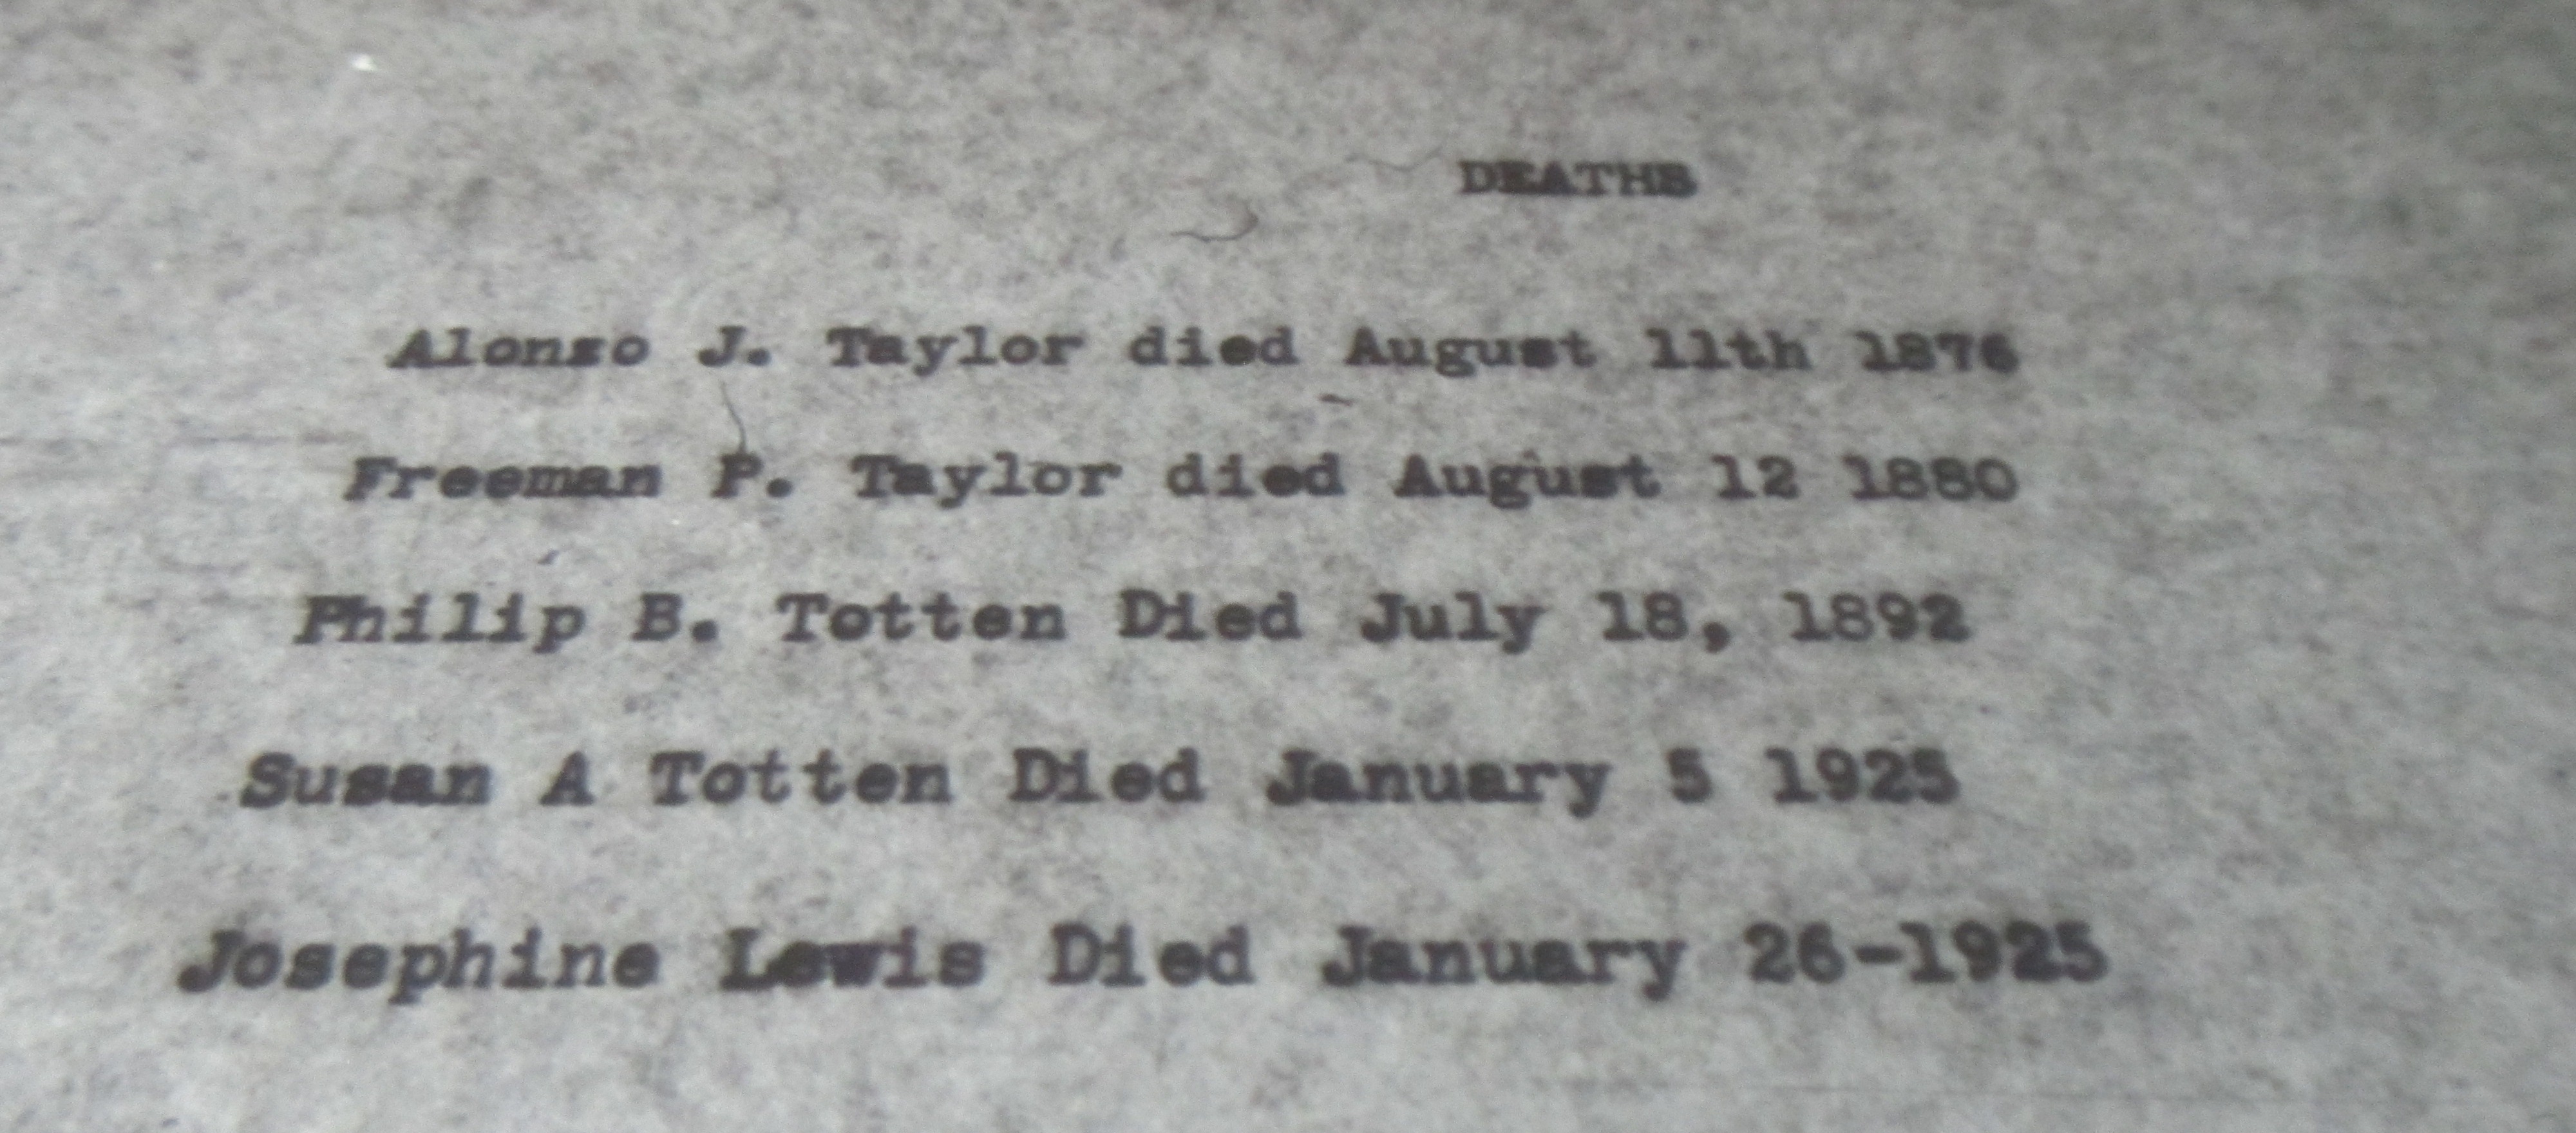 DEATHS
Alonzo J. Taylor died August 11th 1876
Freeman P. Taylor died August 12 1880
Philip B. Totten Died July 18, 1892
Susan A Totten Died January 5 1925
Josephine Lewis Died January 26-1925